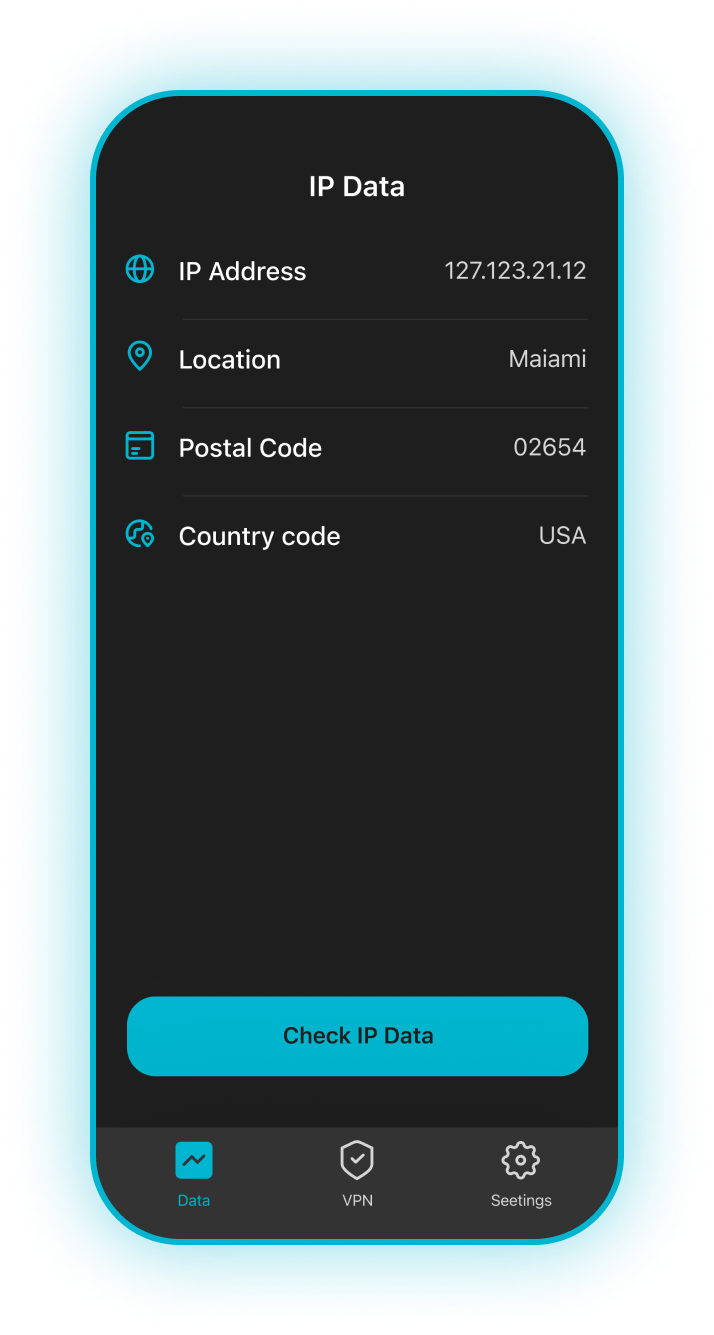 IP Data
IP Address 127.123.21.12
Location Maiami
Postal Code 02654
Country code USA
Check IP Data
Data VPN Seetings